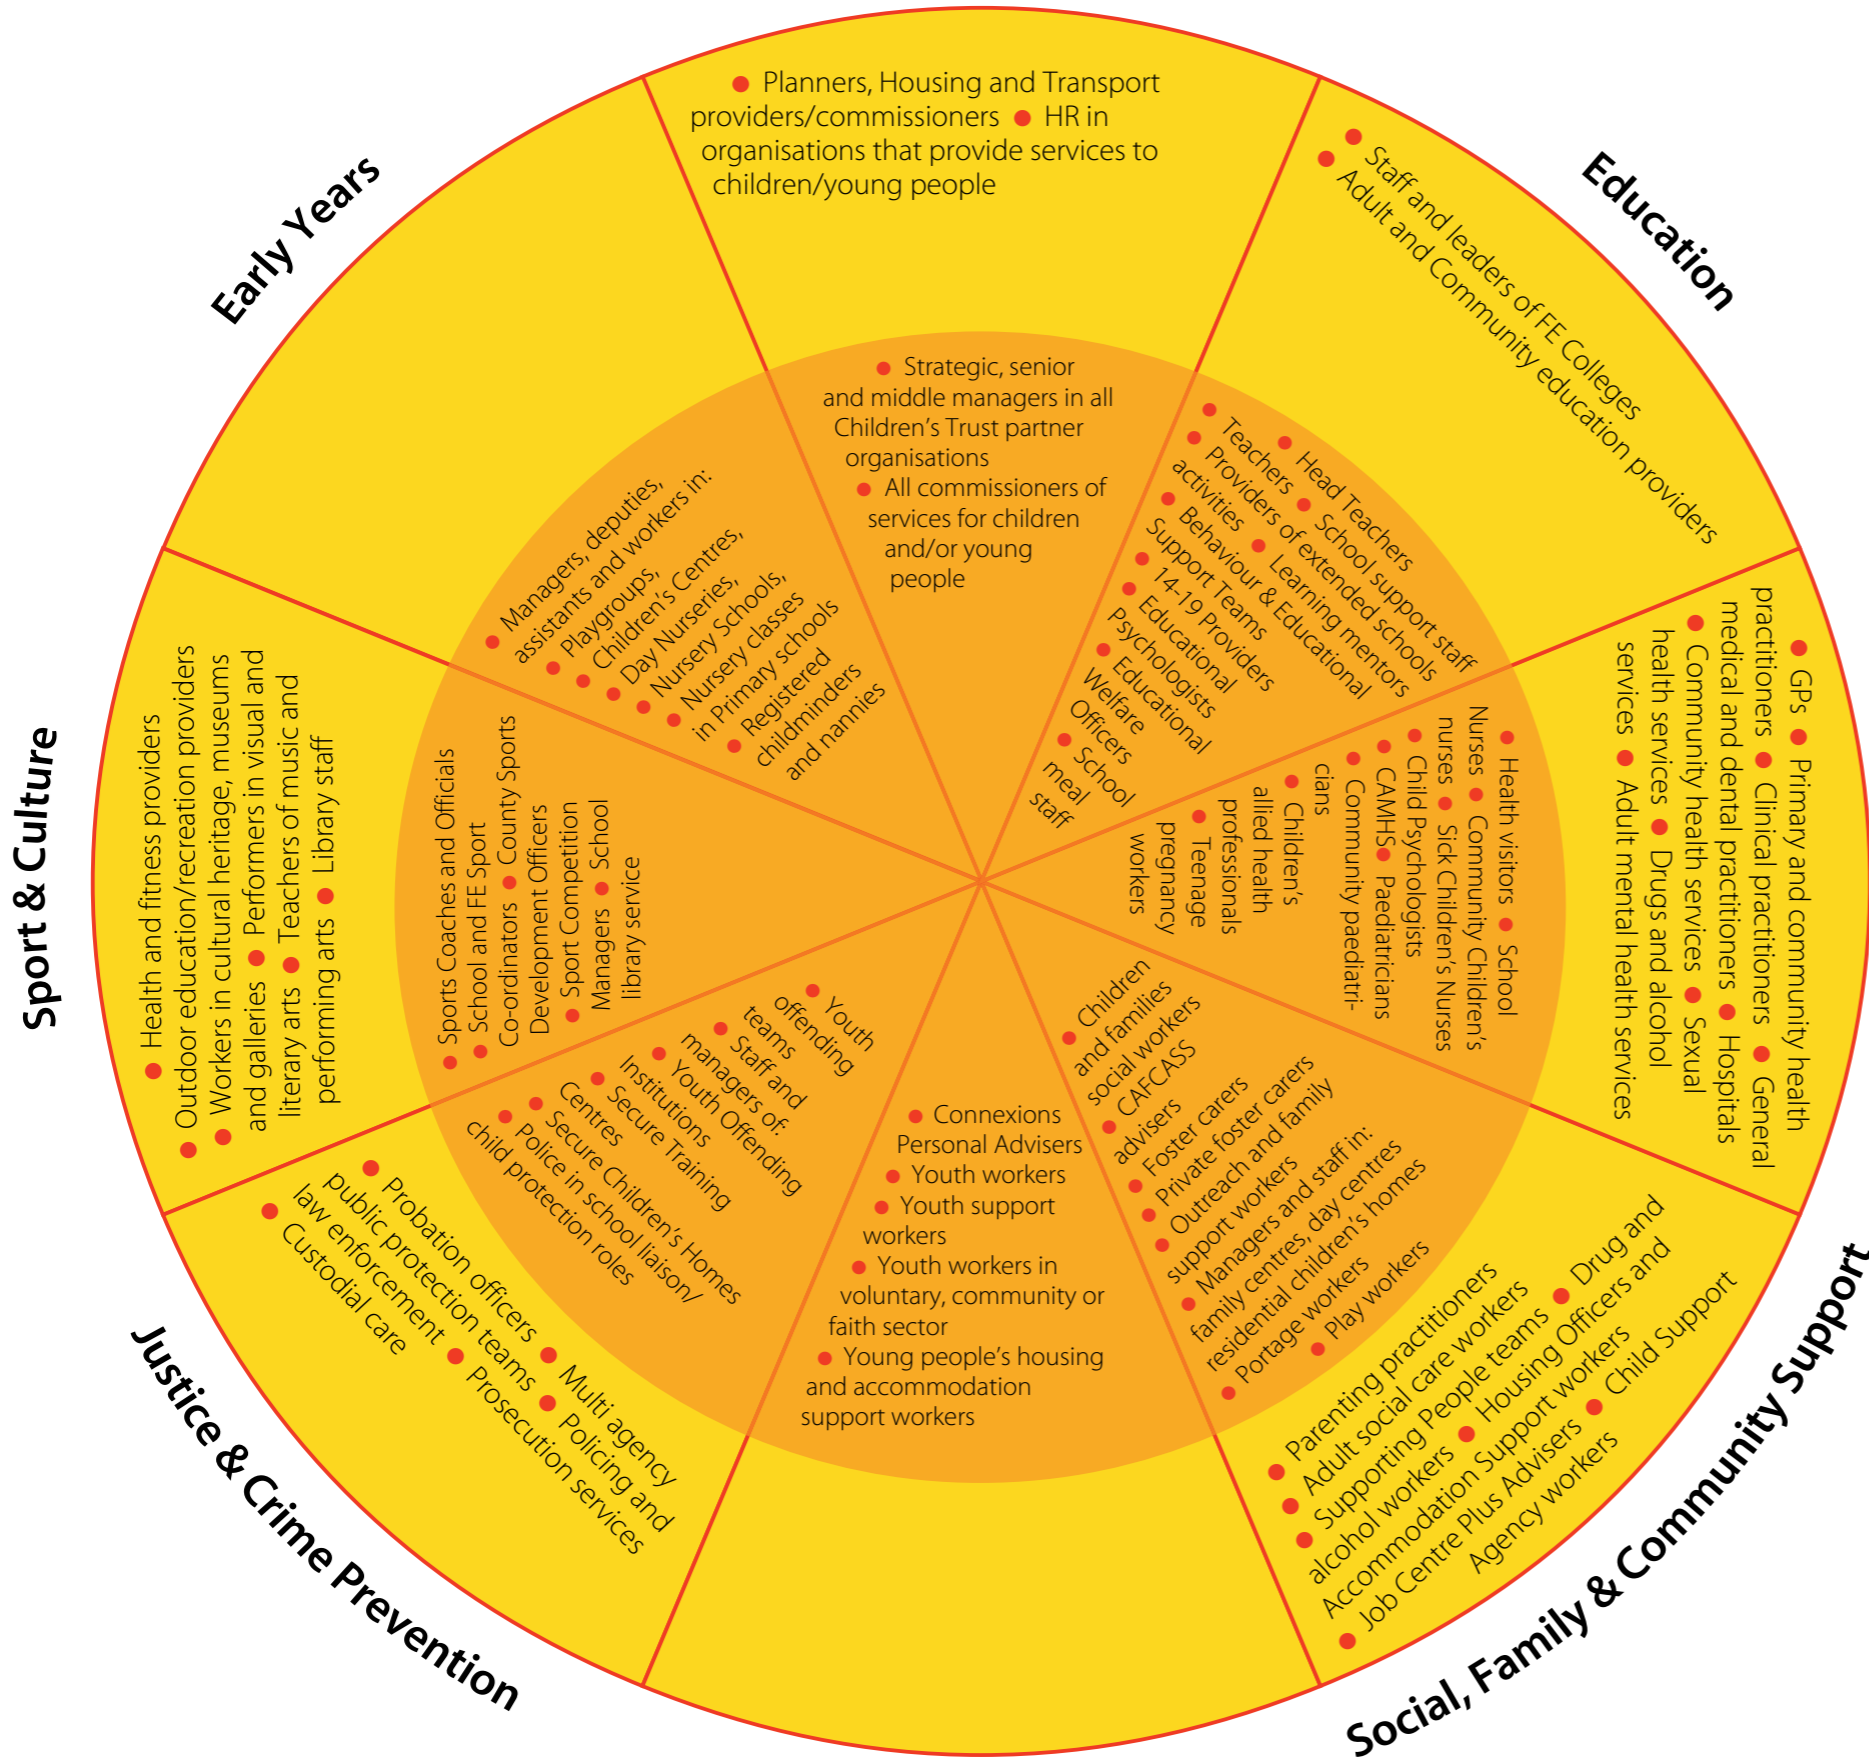 Early Years
Education
Sport & Culture
Justice & Crime Prevention
Social, Family & Community Support
● Planners, Housing and Transport
providers/commissioners ● HR in
organisations that provide services to
children/young people
● Strategic, senior
and middle managers in all
Children's Trust partner
organisations
● All commissioners of
services for children
and/or young
people
● Staff and leaders of FE Colleges
● Adult and Community education providers
● Head Teachers
● Teachers ● School support staff
● Providers of extended schools
activities ● Learning mentors
● Behaviour & Educational
Support Teams
● 14-19 Providers
● Educational
Psychologists
● Educational
Welfare
Officers
● School
meal
staff
● GPs ● Primary and community health
practitioners ● Clinical practitioners ● General
medical and dental practitioners ● Hospitals
● Community health services ● Sexual
health services ● Drugs and alcohol
services ● Adult mental health services
● Health visitors ● School
Nurses ● Community Children's
nurses ● Sick Children's Nurses
● Child Psychologists
● CAMHS ● Paediatricians
● Community paediatri-
cians
● Children's
allied health
professionals
● Teenage
pregnancy
workers
● Children
and families
social workers
● CAFCASS
advisers
● Foster carers
● Private foster carers
● Outreach and family
support workers
● Managers and staff in:
family centres, day centres
residential children's homes
● Portage workers
● Play workers
● Parenting practitioners
● Adult social care workers
● Supporting People teams ● Drug and
alcohol workers ● Housing Officers and
Accommodation Support workers
● Job Centre Plus Advisers ● Child Support
Agency workers
● Connexions
Personal Advisers
● Youth workers
● Youth support
workers
● Youth workers in
voluntary, community or
faith sector
● Young people's housing
and accommodation
support workers
● Youth
offending
teams
● Staff and
managers of:
● Youth Offending
Institutions
● Secure Training
Centres
● Secure Children's Homes
● Police in school liaison/
child protection roles
● Probation officers ● Multi agency
public protection teams ● Policing and
law enforcement ● Prosecution services
● Custodial care
● Sports Coaches and Officials
● School and FE Sport
Co-ordinators ● County Sports
Development Officers
● Sport Competition
Managers ● School
library service
● Health and fitness providers
● Outdoor education/recreation providers
● Workers in cultural heritage, museums
and galleries ● Performers in visual and
literary arts ● Teachers of music and
performing arts ● Library staff
● Managers, deputies,
assistants and workers in:
● Playgroups,
● Children's Centres,
● Day Nurseries,
● Nursery Schools,
● Nursery classes
in Primary schools
● Registered
childminders
and nannies